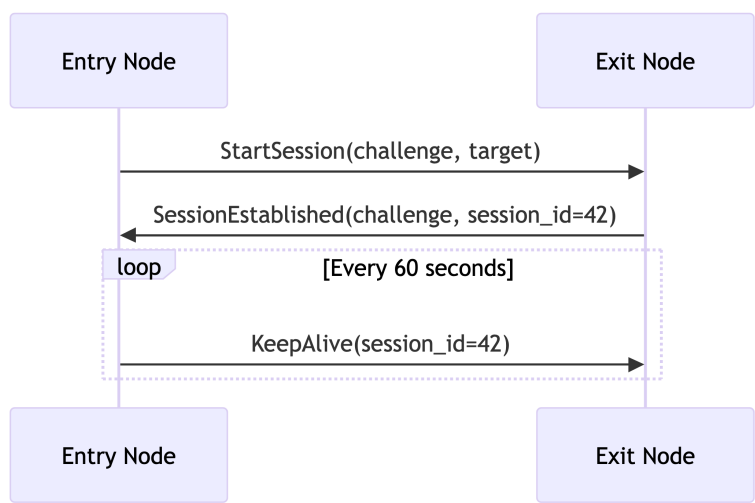 Entry Node
Exit Node
StartSession(challenge, target)
SessionEstablished(challenge, session_id=42)
loop
[Every 60 seconds]
KeepAlive(session_id=42)
Entry Node
Exit Node